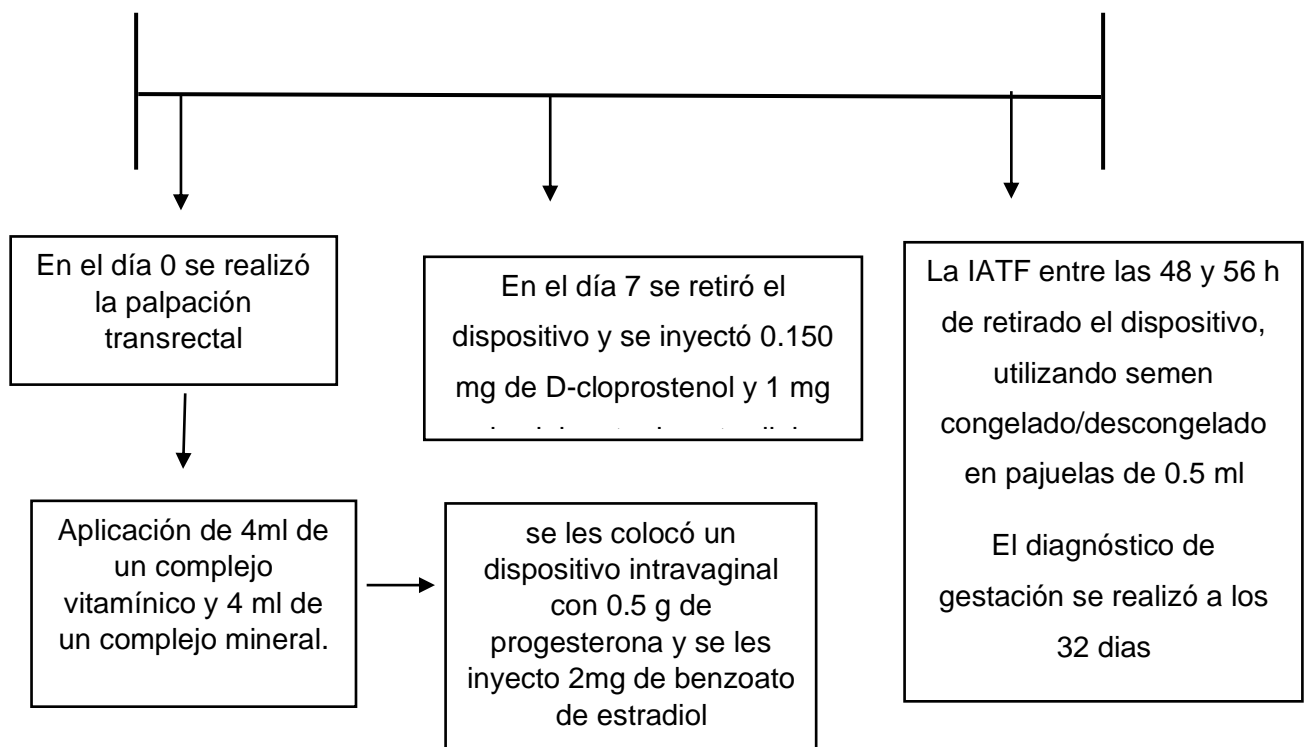 En el día 0 se realizó
la palpación
transrectal
Aplicación de 4ml de
un complejo
vitamínico y 4 ml de
un complejo mineral.
se les colocó un
dispositivo intravaginal
con 0.5 g de
progesterona y se les
inyecto 2mg de benzoato
de estradiol
En el día 7 se retiró el
dispositivo y se inyectó 0.150
mg de D-cloprostenol y 1 mg
La IATF entre las 48 y 56 h
de retirado el dispositivo,
utilizando semen
congelado/descongelado
en pajuelas de 0.5 ml
El diagnóstico de
gestación se realizó a los
32 dias